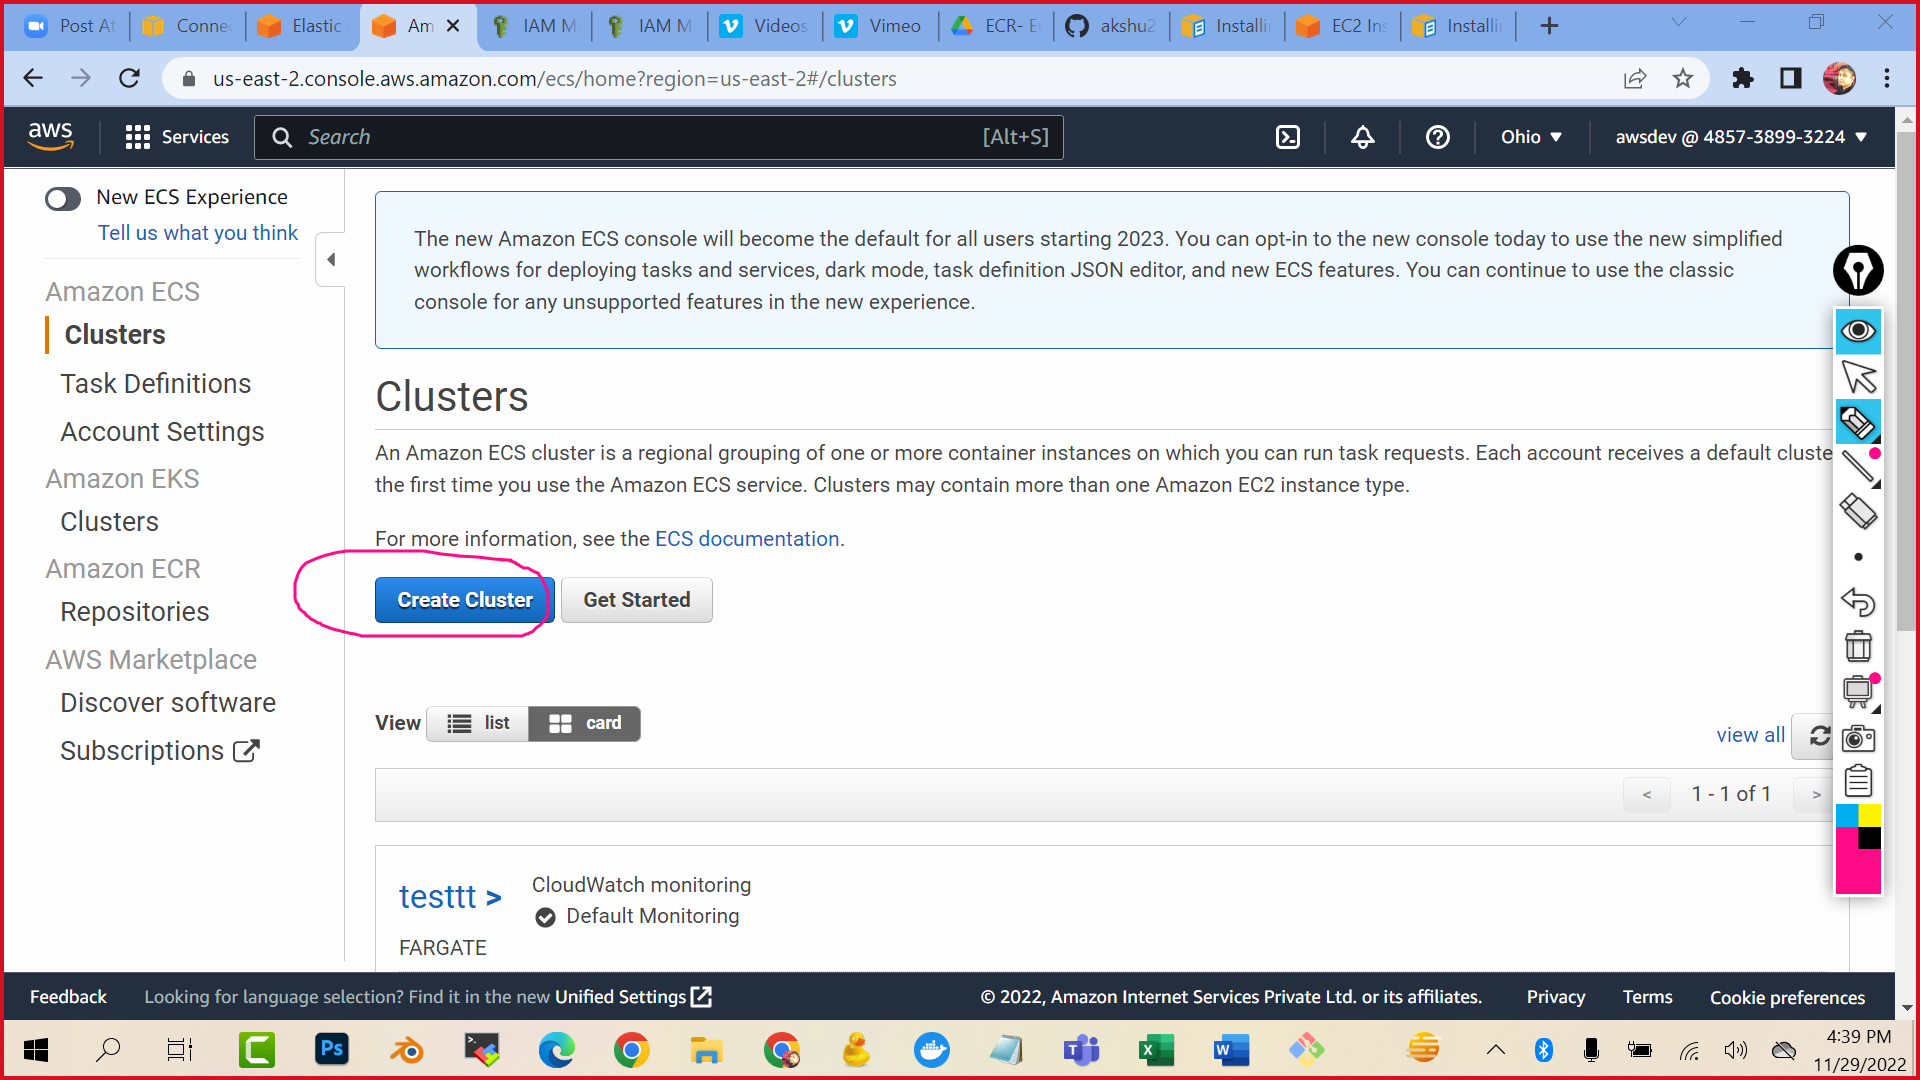 Post At
Connec
Elastic
Am
IAM M
IAM M
Videos
Vimeo
ECR- E
akshu2
Installin
EC2 Ins
Installin
us-east-2.console.aws.amazon.com/ecs/home?region=us-east-2#/clusters
aws
Services
Search
[Alt+S]
Ohio
awsdev @ 4857-3899-3224
New ECS Experience
Tell us what you think
Amazon ECS
Clusters
Task Definitions
Account Settings
Amazon EKS
Clusters
Amazon ECR
Repositories
AWS Marketplace
Discover software
Subscriptions
The new Amazon ECS console will become the default for all users starting 2023. You can opt-in to the new console today to use the new simplified
workflows for deploying tasks and services, dark mode, task definition JSON editor, and new ECS features. You can continue to use the classic
console for any unsupported features in the new experience.
Clusters
An Amazon ECS cluster is a regional grouping of one or more container instances on which you can run task requests. Each account receives a default cluste
the first time you use the Amazon ECS service. Clusters may contain more than one Amazon EC2 instance type.
For more information, see the ECS documentation.
Create Cluster
Get Started
View
list
card
view all
< 1 - 1 of 1 >
testtt >
CloudWatch monitoring
Default Monitoring
FARGATE
Feedback
Looking for language selection? Find it in the new Unified Settings
© 2022, Amazon Internet Services Private Ltd. or its affiliates.
Privacy
Terms
Cookie preferences
Ps
4:39 PM
11/29/2022